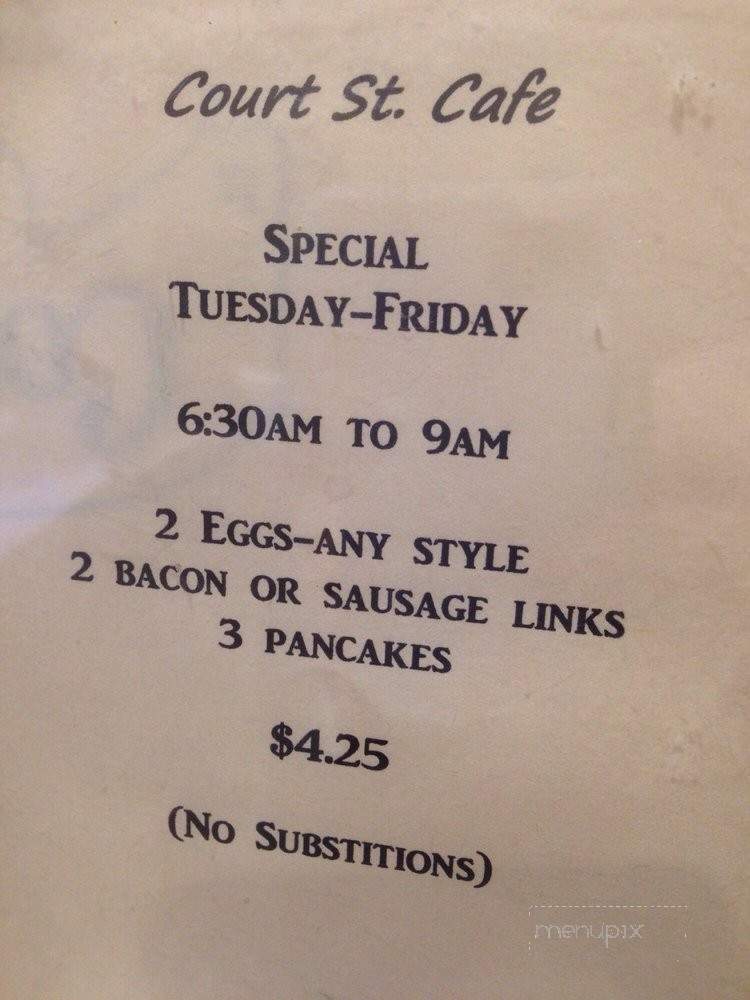 Court St. Cafe
Special
Tuesday-Friday
6:30am to 9am
2 Eggs-any style
2 bacon or sausage links
3 pancakes
$4.25
(No Substitions)
menupix